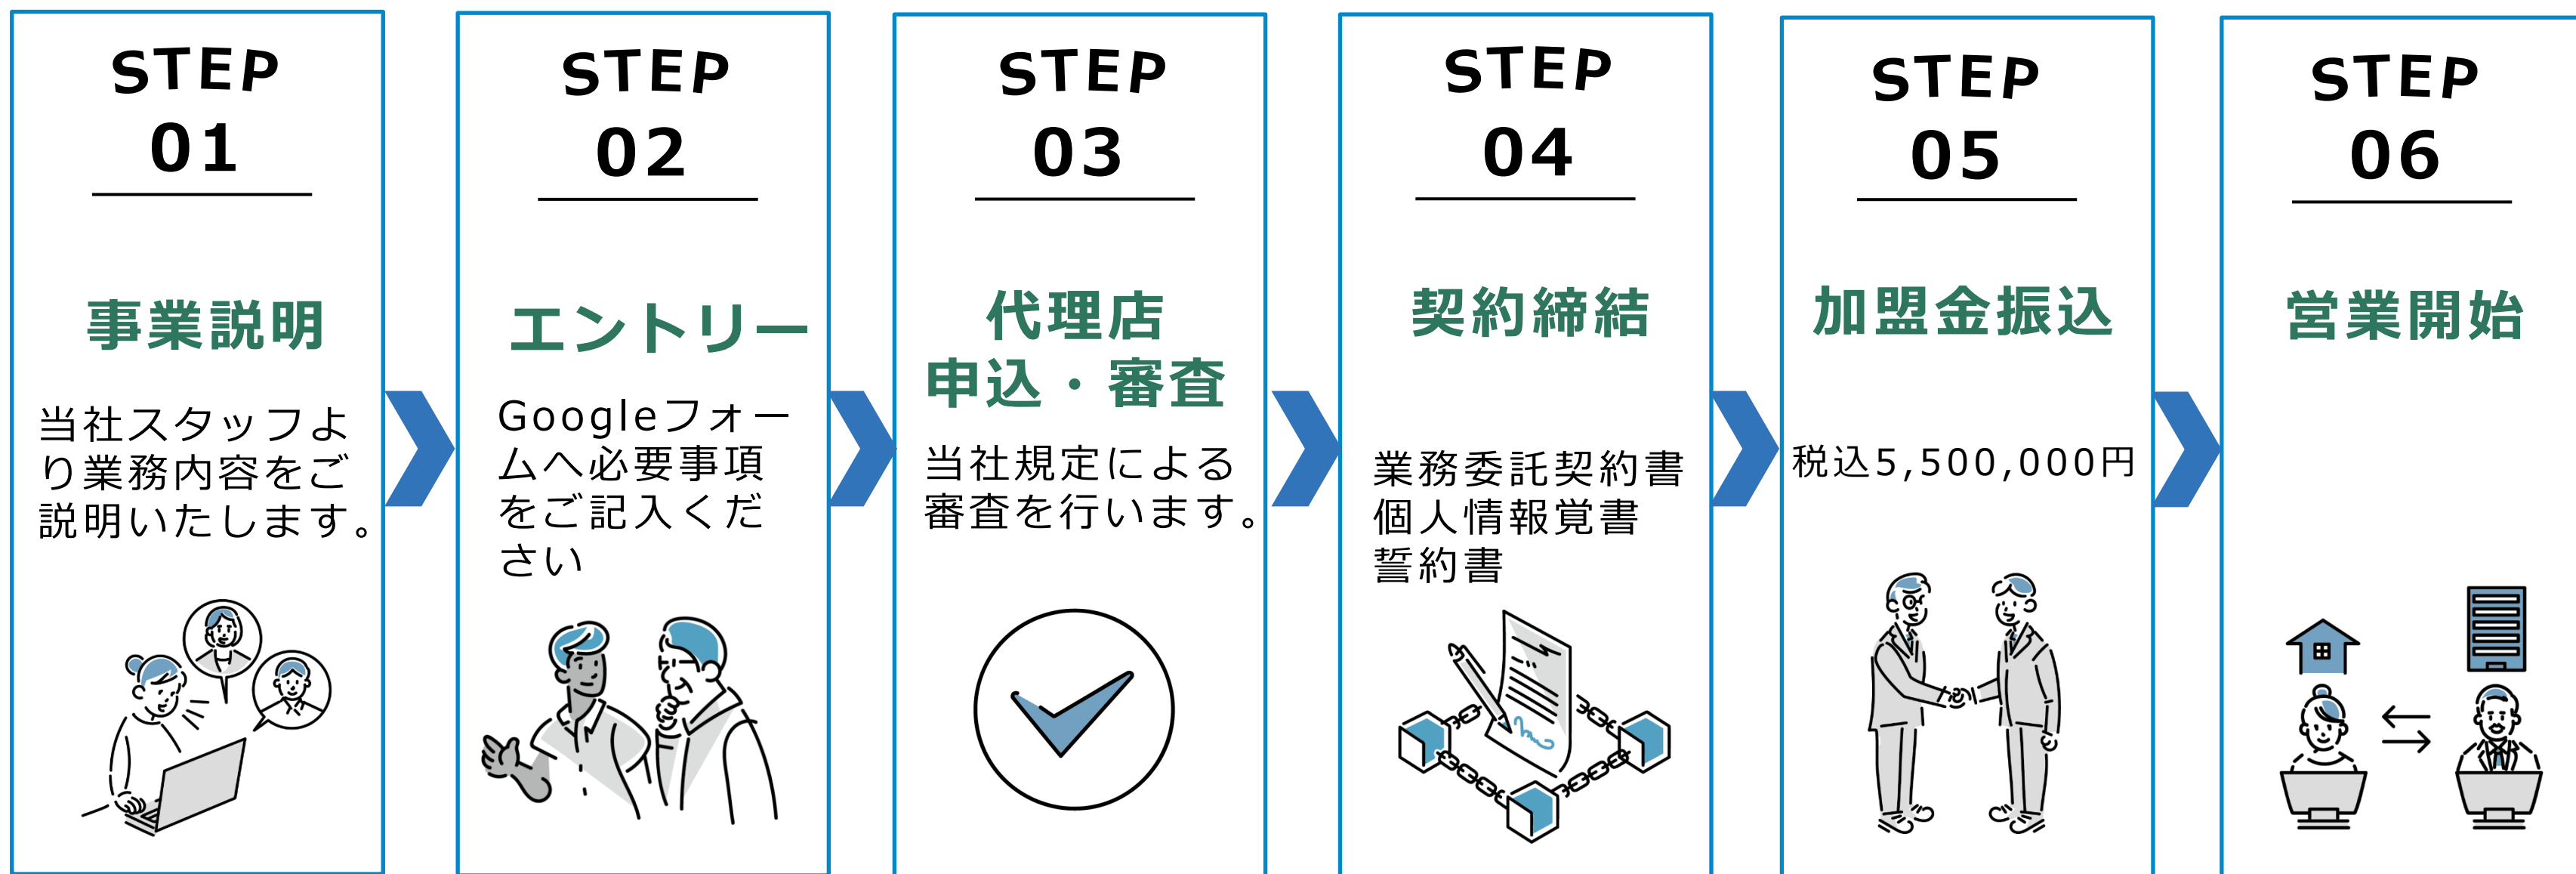 STEP
01
事業説明
当社スタッフよ
り業務内容をご
説明いたします。
STEP
02
エントリー
Googleフォー
ムへ必要事項
をご記入くだ
さい
STEP
03
代理店
申込・審査
当社規定による
審査を行います。
STEP
04
契約締結
業務委託契約書
個人情報覚書
誓約書
STEP
05
加盟金振込
税込5,500,000円
STEP
06
営業開始